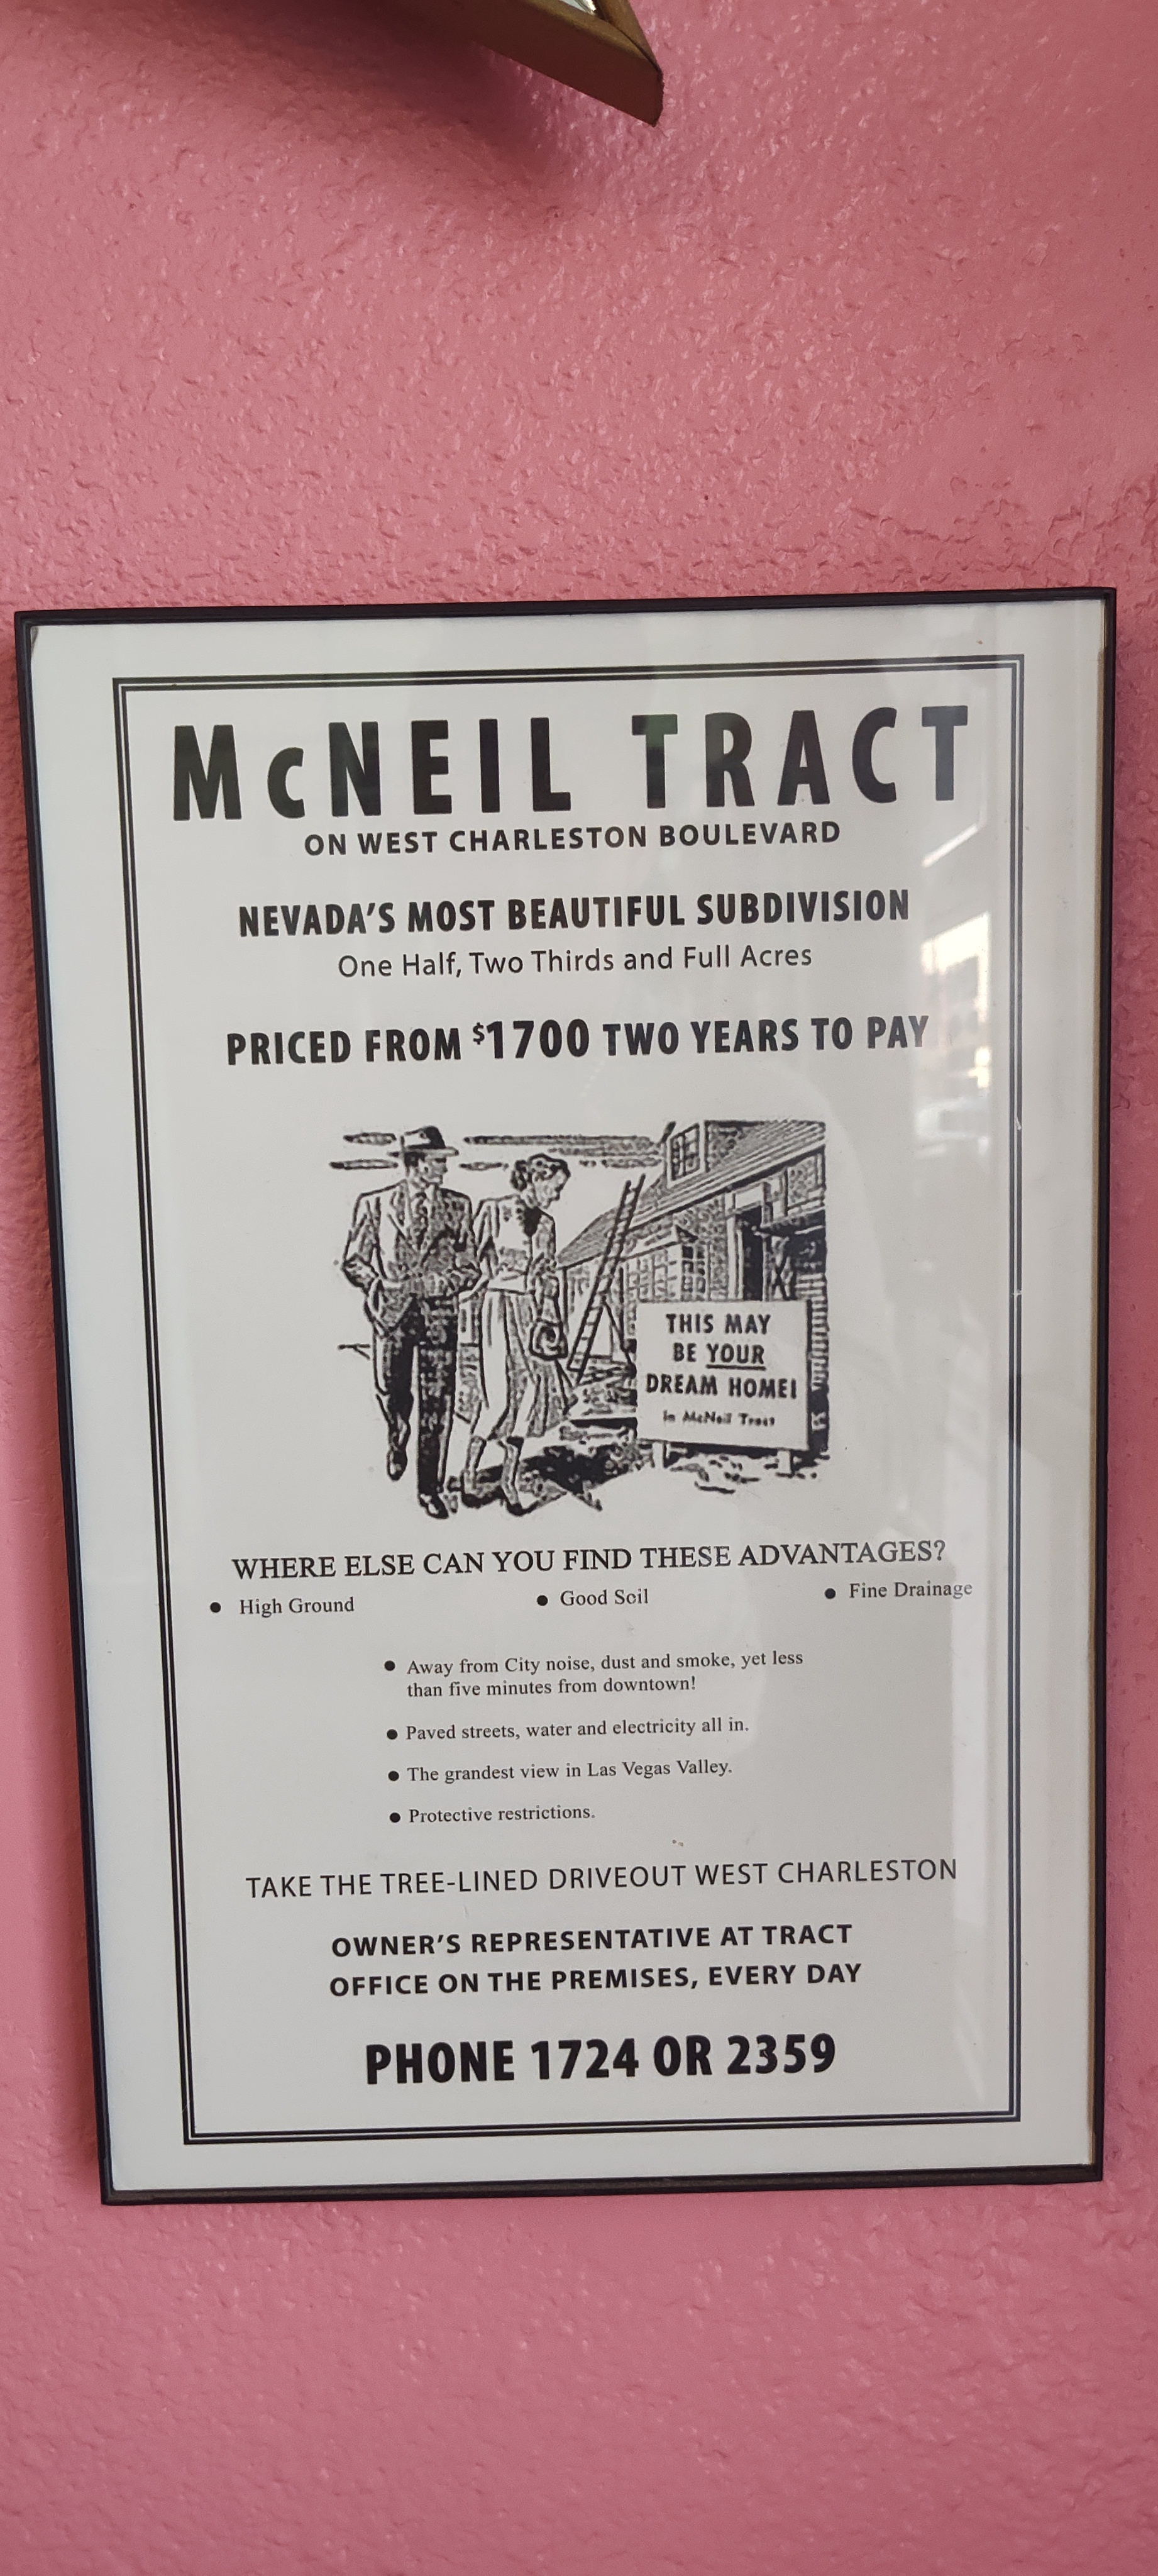 McNEIL TRACT
ON WEST CHARLESTON BOULEVARD
NEVADA'S MOST BEAUTIFUL SUBDIVISION
One Half, Two Thirds and Full Acres
PRICED FROM $1700 TWO YEARS TO PAY
THIS MAY
BE YOUR
DREAM HOME!
in McNeil Tract
WHERE ELSE CAN YOU FIND THESE ADVANTAGES?
• High Ground • Good Soil • Fine Drainage
• Away from City noise, dust and smoke, yet less
than five minutes from downtown!
• Paved streets, water and electricity all in.
• The grandest view in Las Vegas Valley.
• Protective restrictions.
TAKE THE TREE-LINED DRIVEOUT WEST CHARLESTON
OWNER'S REPRESENTATIVE AT TRACT
OFFICE ON THE PREMISES, EVERY DAY
PHONE 1724 OR 2359